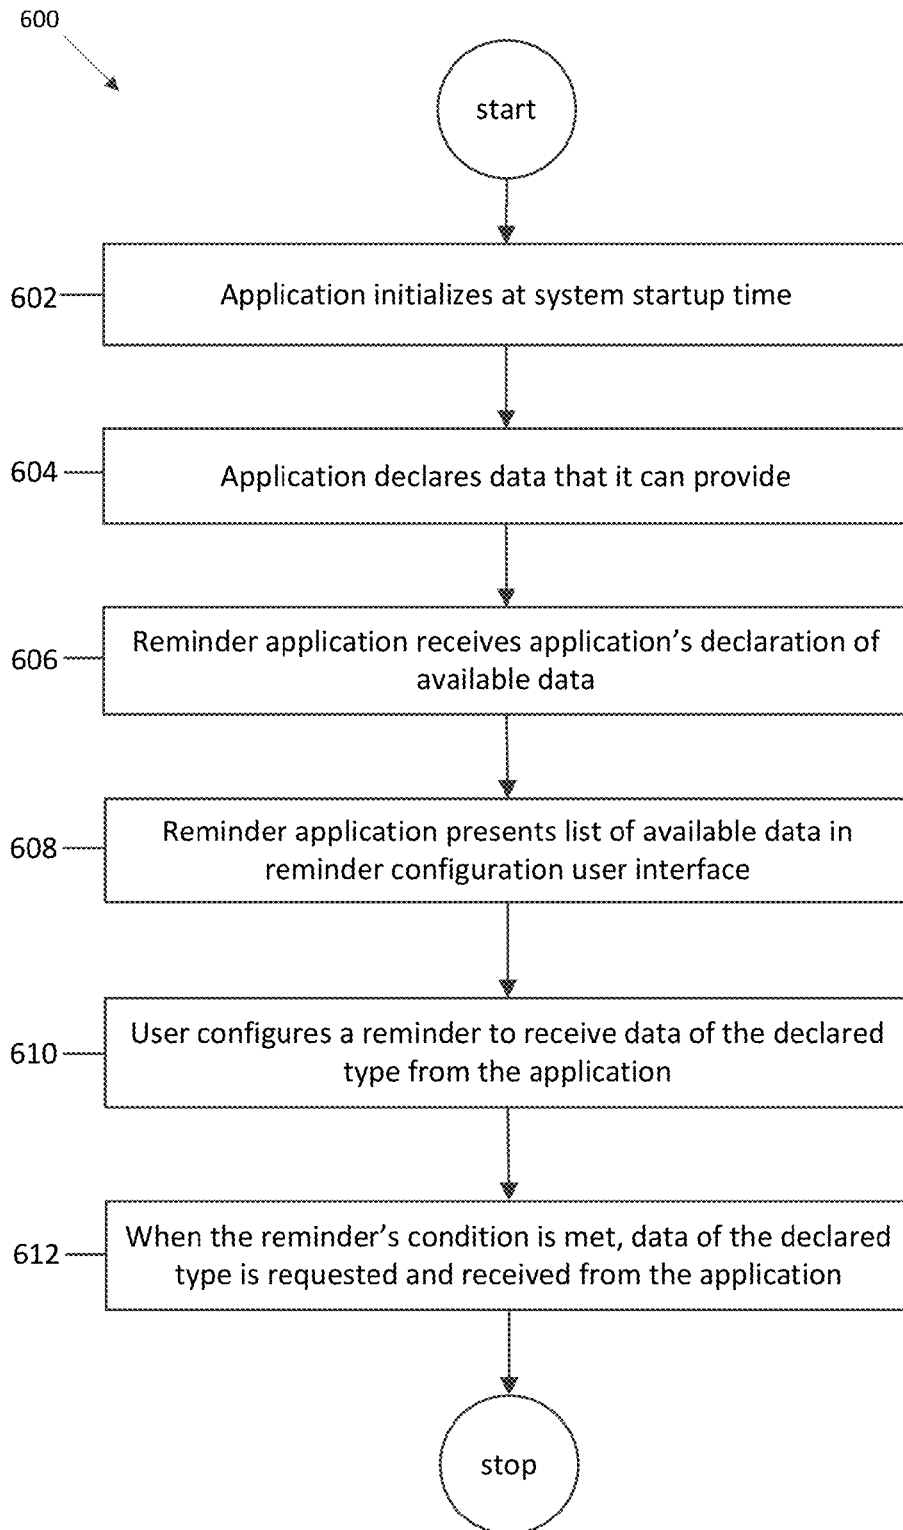 600
start
602
Application initializes at system startup time
604
Application declares data that it can provide
606
Reminder application receives application's declaration of
available data
608
Reminder application presents list of available data in
reminder configuration user interface
610
User configures a reminder to receive data of the declared
type from the application
612
When the reminder's condition is met, data of the declared
type is requested and received from the application
stop